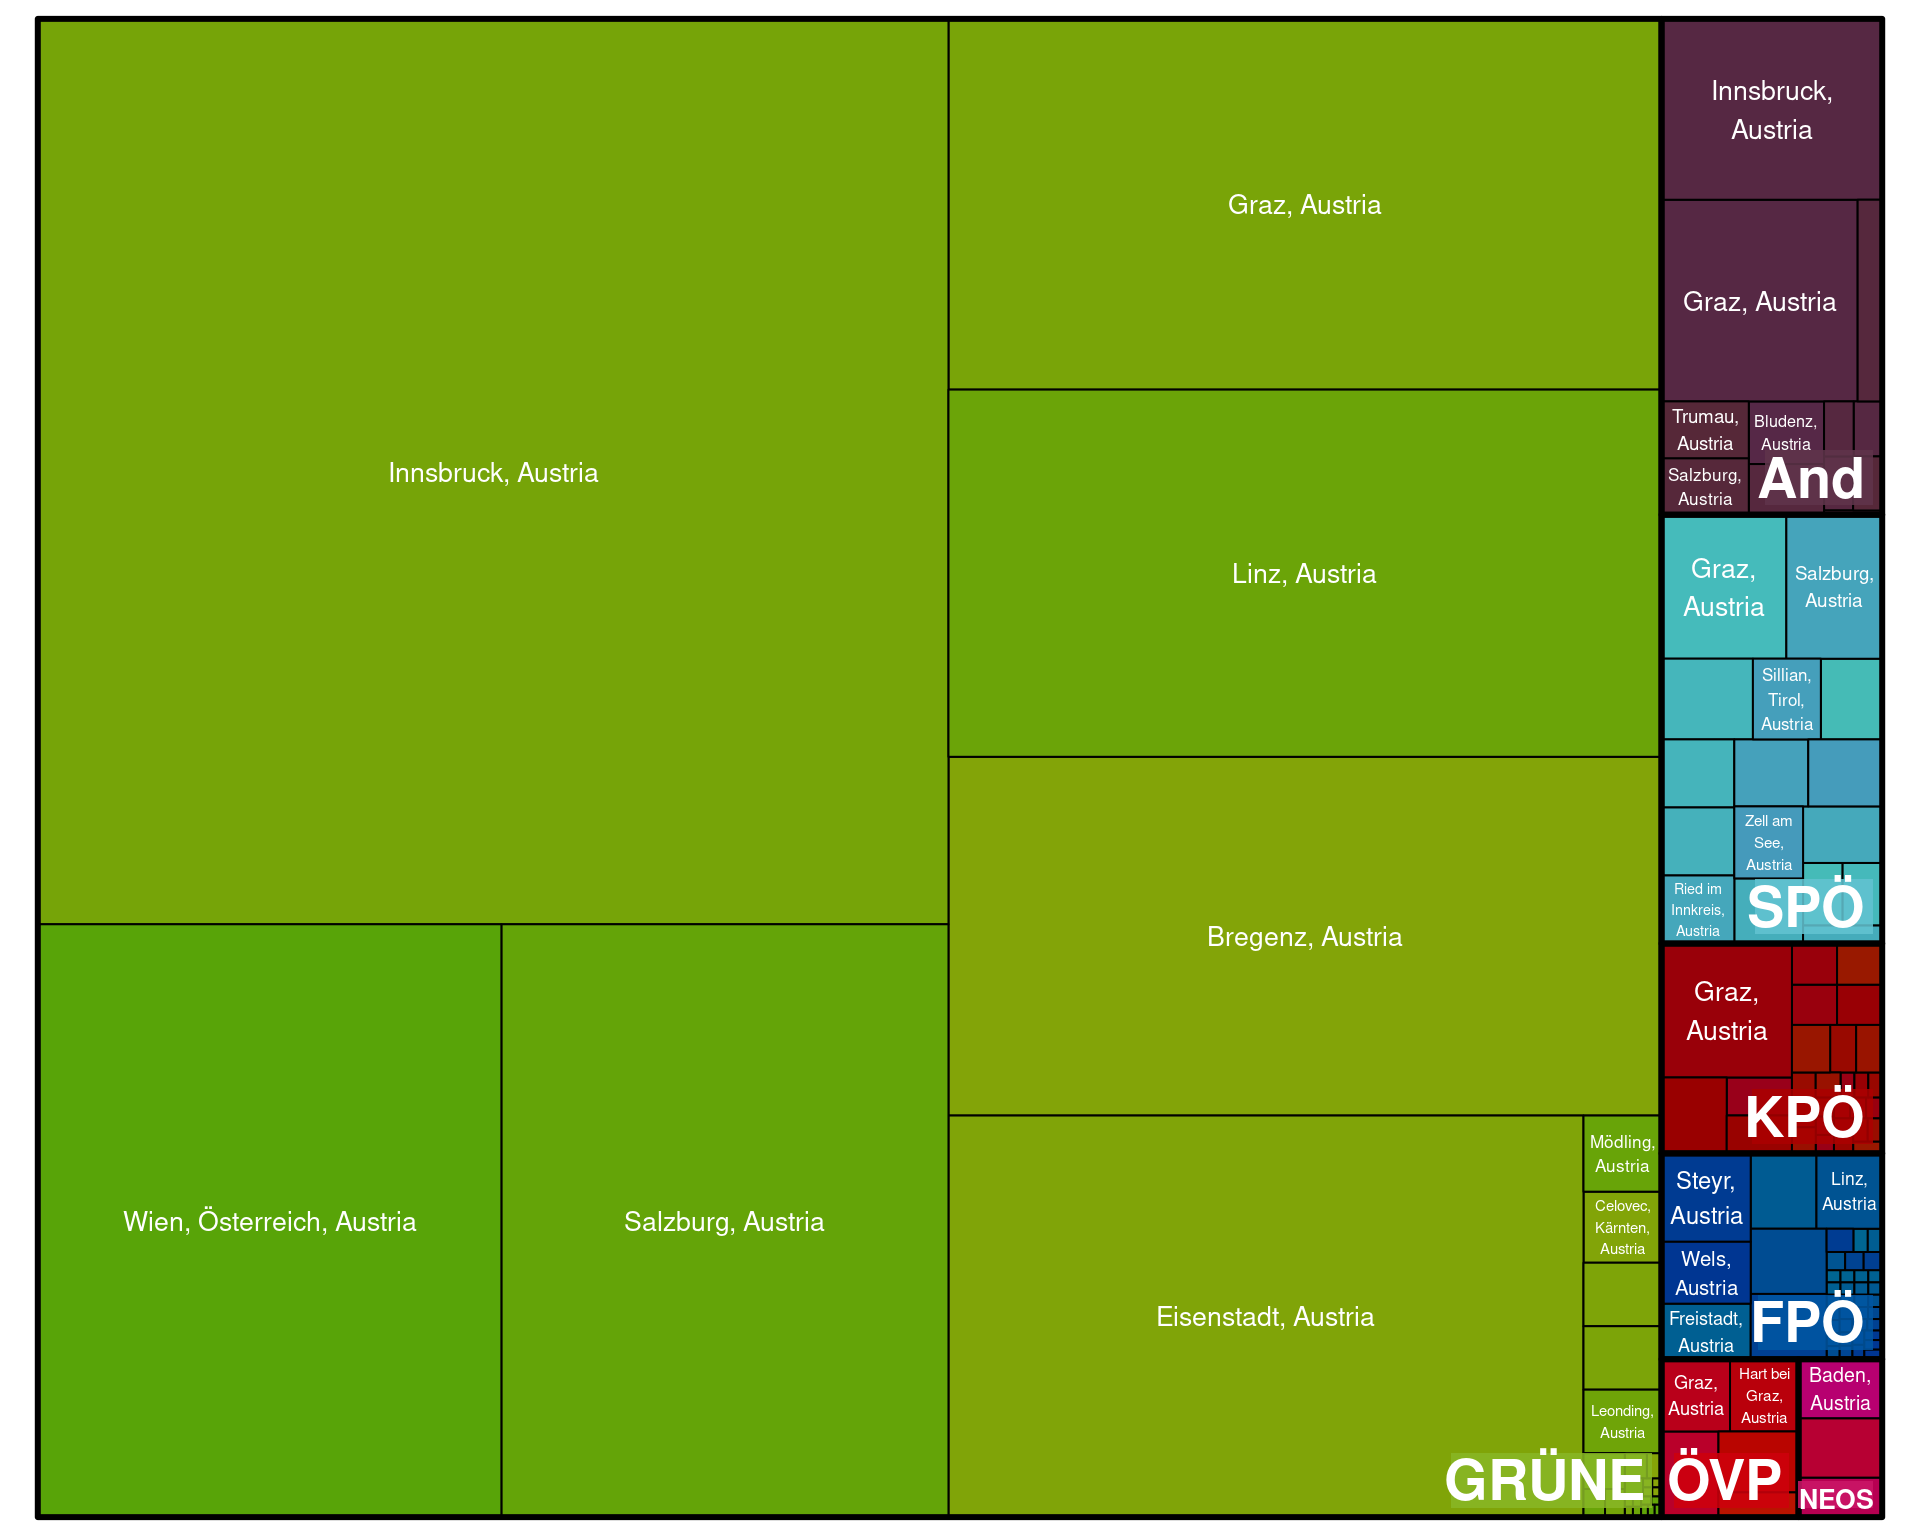 Innsbruck, Austria
Graz, Austria
Linz, Austria
Bregenz, Austria
Wien, Österreich, Austria
Salzburg, Austria
Eisenstadt, Austria
Mödling,
Austria
Celovec,
Kärnten,
Austria
Leonding,
Austria
GRÜNE
Innsbruck,
Austria
Graz, Austria
Trumau,
Austria
Bludenz,
Austria
Salzburg,
Austria
And
Graz,
Austria
Salzburg,
Austria
Sillian,
Tirol,
Austria
Zell am
See,
Austria
Ried im
Innkreis,
Austria
SPÖ
Graz,
Austria
KPÖ
Steyr,
Austria
Linz,
Austria
Wels,
Austria
Freistadt,
Austria
FPÖ
Graz,
Austria
Hart bei
Graz,
Austria
ÖVP
Baden,
Austria
NEOS